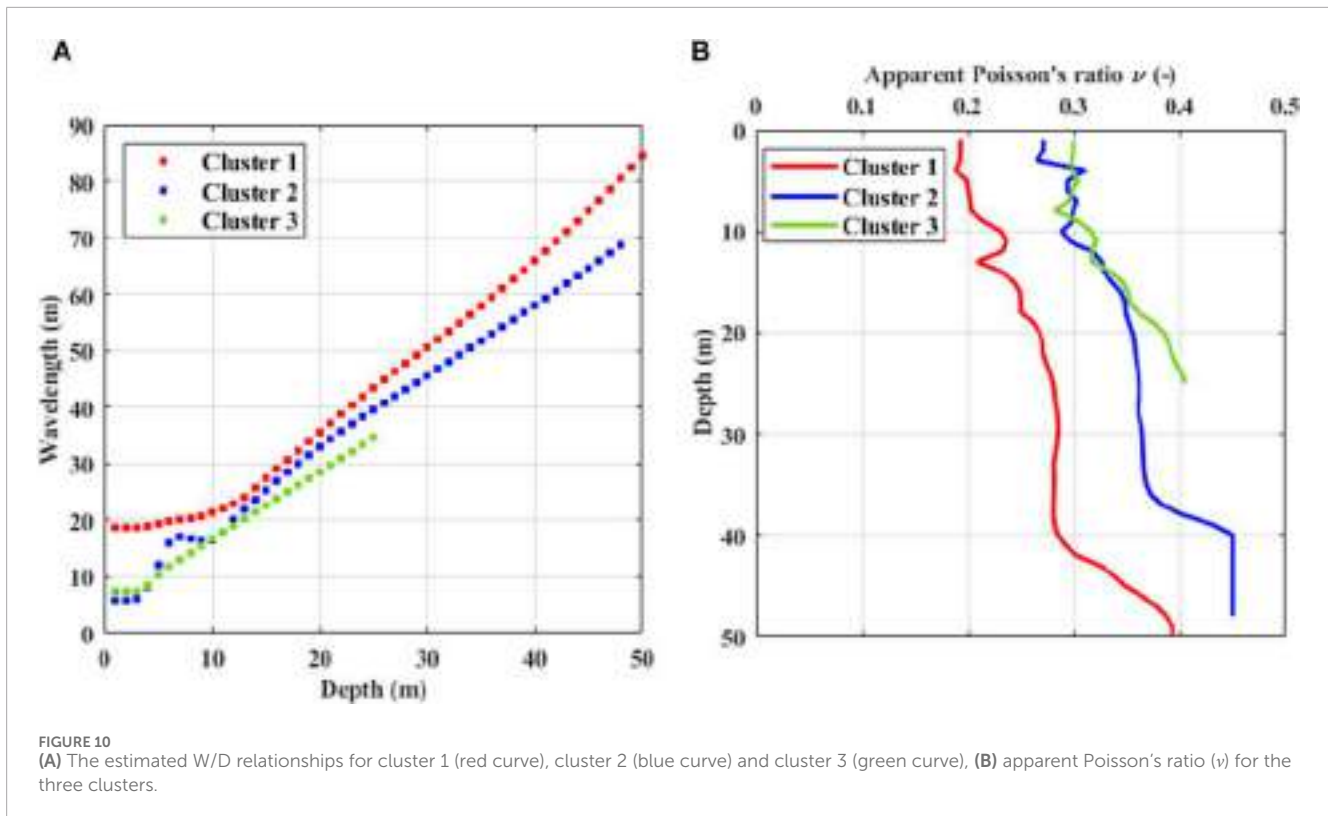 A
90
80
70
60
50
40
30
20
10
0
Wavelength (m)
Cluster 1
Cluster 2
Cluster 3
0 10 20 30 40 50
Depth (m)
B
Apparent Poisson's ratio ν (-)
0 0.1 0.2 0.3 0.4 0.5
0
10
20
30
40
50
Depth (m)
Cluster 1
Cluster 2
Cluster 3
FIGURE 10
(A) The estimated W/D relationships for cluster 1 (red curve), cluster 2 (blue curve) and cluster 3 (green curve), (B) apparent Poisson's ratio (ν) for the
three clusters.